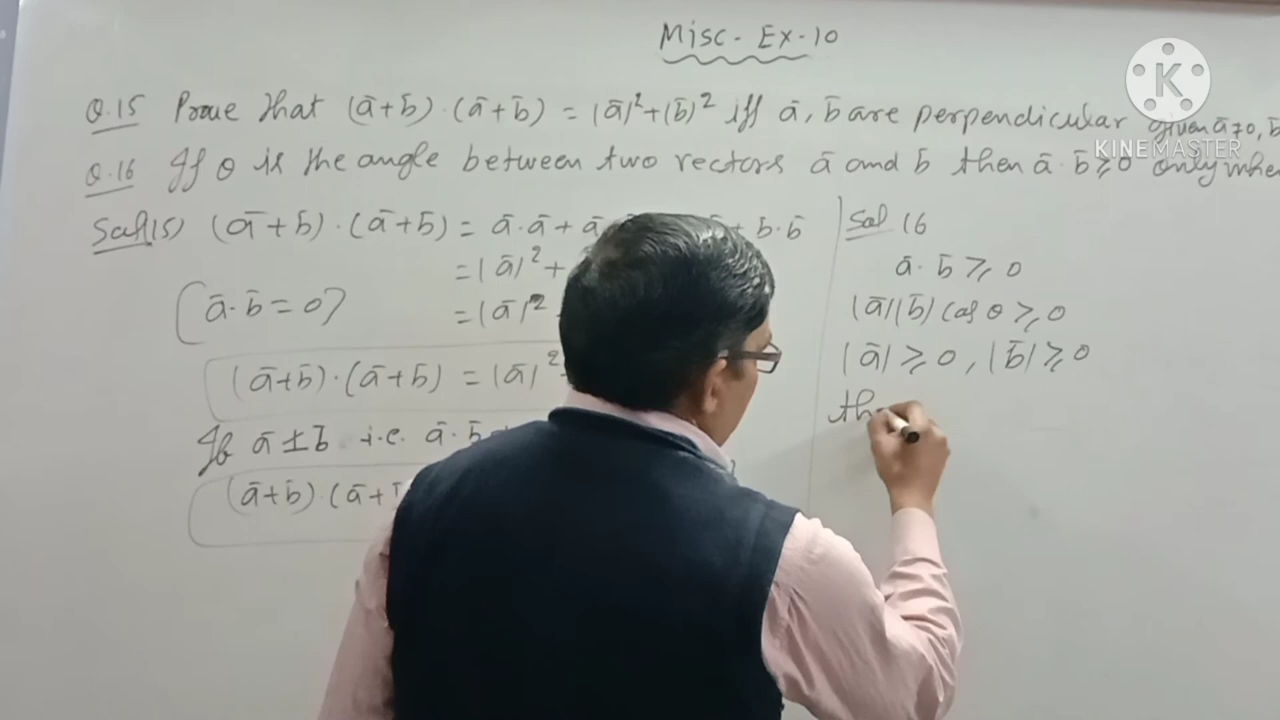 Misc - Ex-10
K
KINEMASTER
Q.15 Prove that (ā+b̄)·(ā+b̄) = |ā|²+|b̄|² iff ā, b̄ are perpendicular given ā≠0, b̄
Q.16 If θ is the angle between two vectors ā and b̄ then ā·b̄ ≥ 0 only when
Sol(15) (ā+b̄)·(ā+b̄) = ā·ā + ā· + b̄·b̄
= |ā|² +
(ā·b̄ = 0) = |ā|²
(ā+b̄)·(ā+b̄) = |ā|²
If ā⊥b̄ i.e. ā·b̄
(ā+b̄)·(ā+
Sol 16
ā·b̄ ≥ 0
|ā||b̄| cos θ ≥ 0
|ā| ≥ 0, |b̄| ≥ 0
th